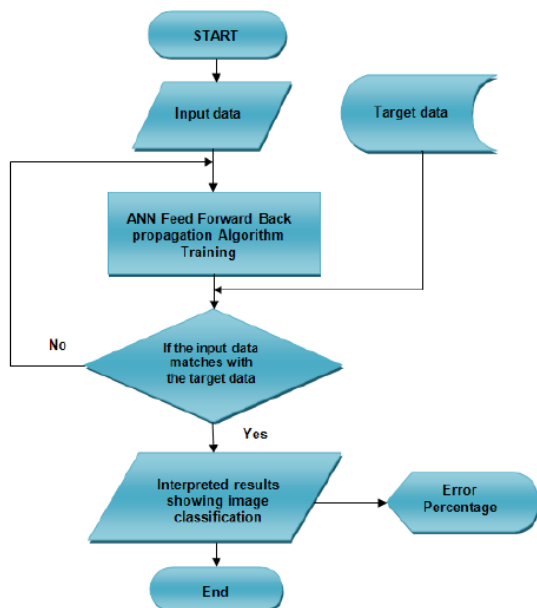 START
Input data
Target data
ANN Feed Forward Back
propagation Algorithm
Training
No
If the input data
matches with
the target data
Yes
Interpreted results
showing image
classification
Error
Percentage
End